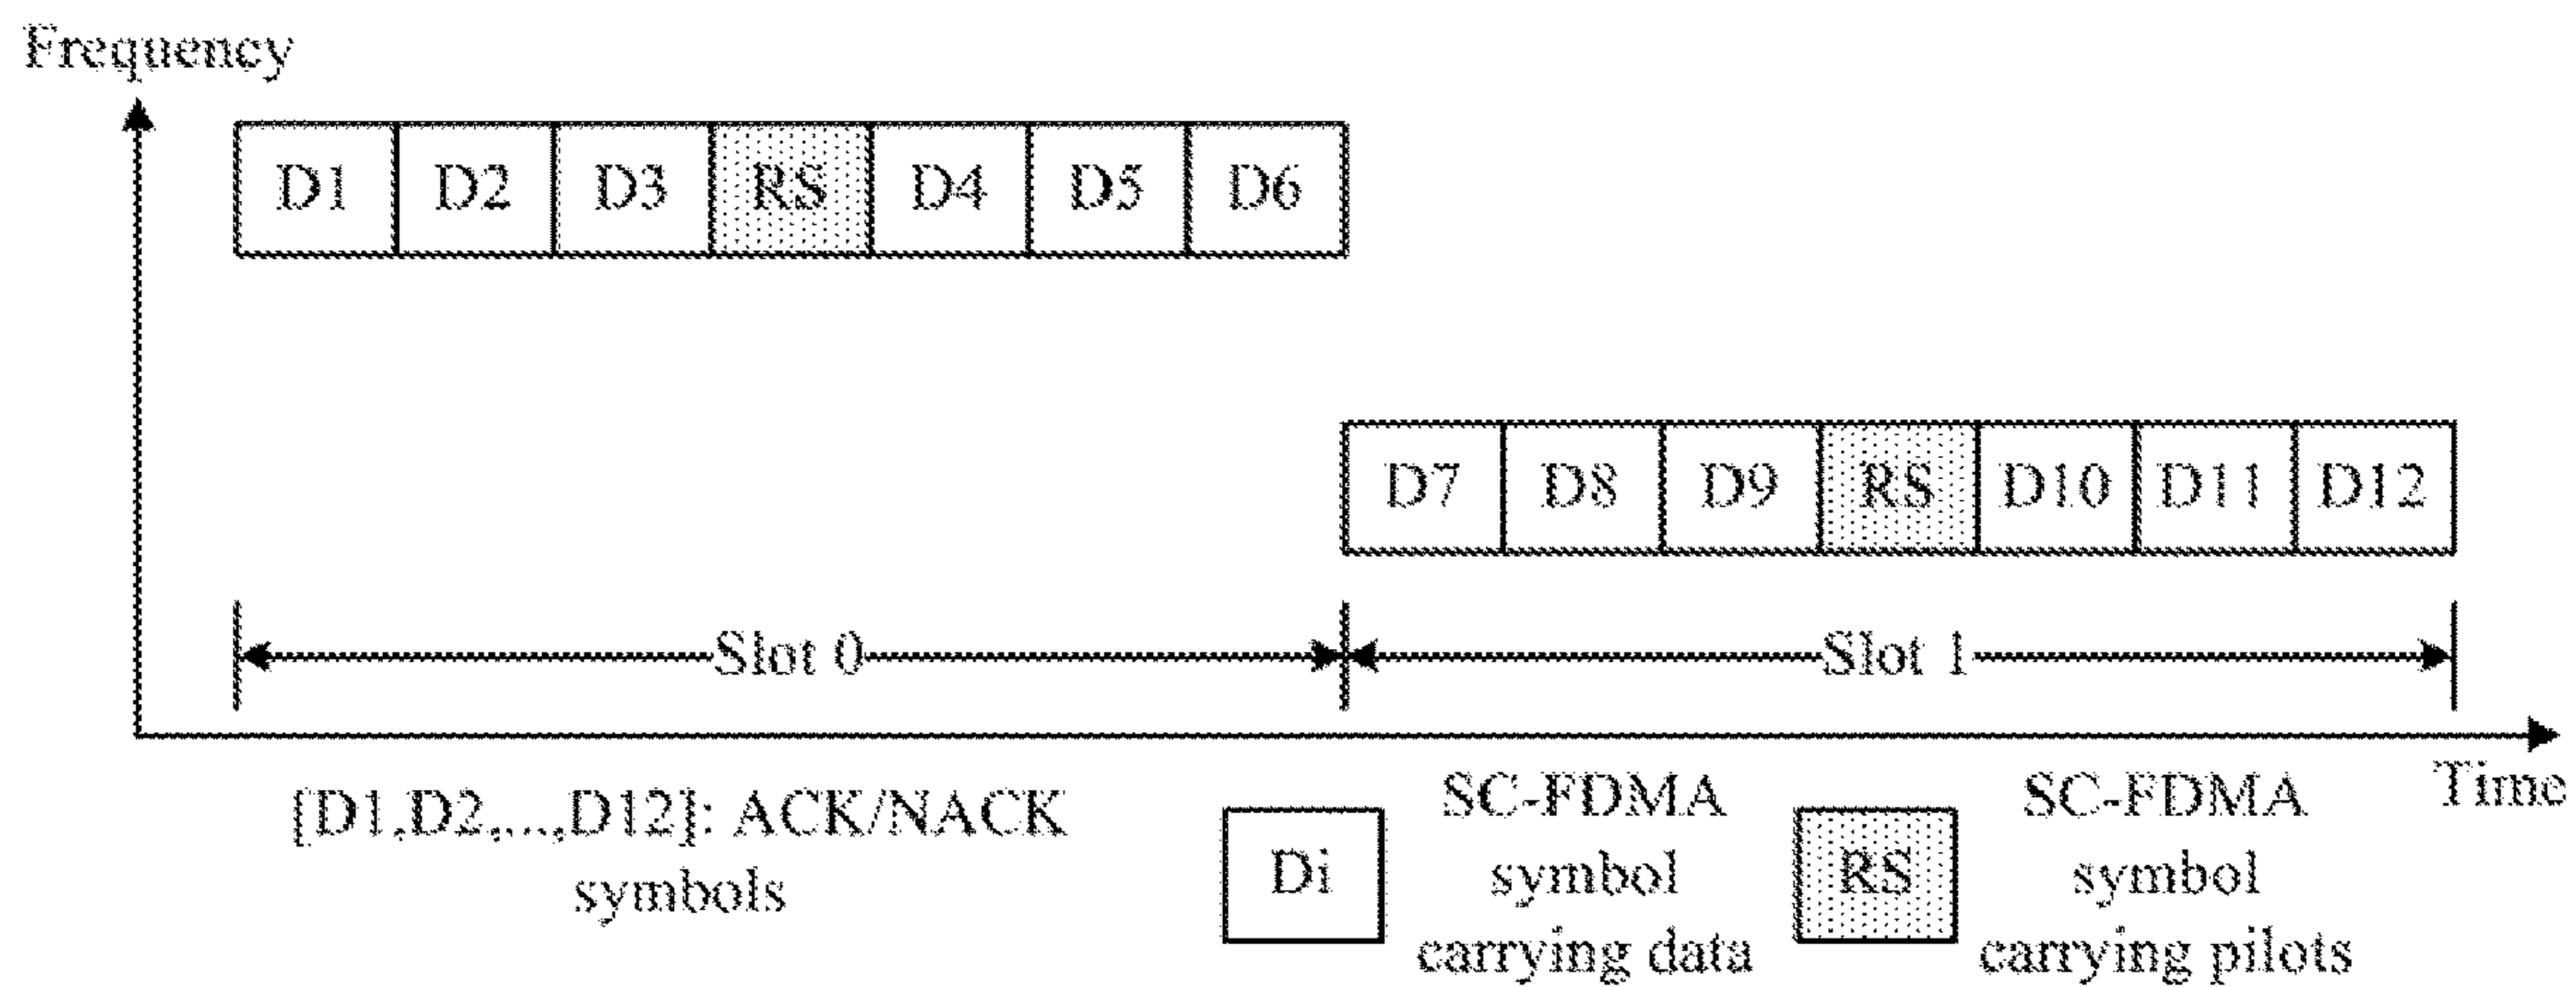 Frequency
D1 D2 D3 RS D4 D5 D6
D7 D8 D9 RS D10 D11 D12
Slot 0 Slot 1
Time
[D1,D2,...,D12]: ACK/NACK
symbols
Di
SC-FDMA
symbol
carrying data
RS
SC-FDMA
symbol
carrying pilots